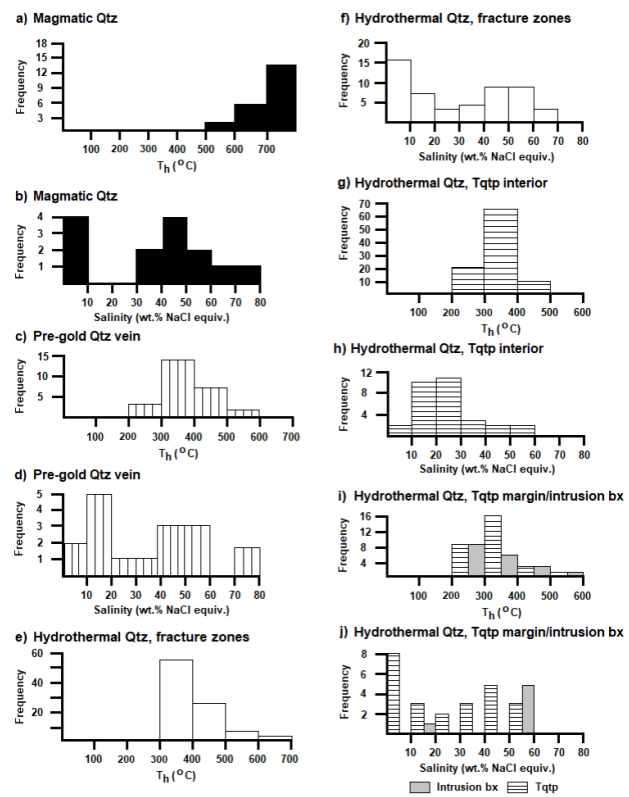 a) Magmatic Qtz
18
15
12
9
6
3
Frequency
100 200 300 400 500 600 700
Th (°C)
b) Magmatic Qtz
4
3
2
1
Frequency
10 20 30 40 50 60 70 80
Salinity (wt.% NaCl equiv.)
c) Pre-gold Qtz vein
15
10
5
Frequency
100 200 300 400 500 600 700
Th (°C)
d) Pre-gold Qtz vein
5
4
3
2
1
Frequency
10 20 30 40 50 60 70 80
Salinity (wt.% NaCl equiv.)
e) Hydrothermal Qtz, fracture zones
60
40
20
Frequency
100 200 300 400 500 600 700
Th (°C)
f) Hydrothermal Qtz, fracture zones
20
15
10
5
Frequency
10 20 30 40 50 60 70 80
Salinity (wt.% NaCl equiv.)
g) Hydrothermal Qtz, Tqtp interior
70
60
50
40
30
20
10
Frequency
100 200 300 400 500 600
Th (°C)
h) Hydrothermal Qtz, Tqtp interior
12
8
4
Frequency
10 20 30 40 50 60 70 80
Salinity (wt.% NaCl equiv.)
i) Hydrothermal Qtz, Tqtp margin/intrusion bx
16
12
8
4
Frequency
100 200 300 400 500 600
Th (°C)
j) Hydrothermal Qtz, Tqtp margin/intrusion bx
8
6
4
2
Frequency
10 20 30 40 50 60 70 80
Salinity (wt.% NaCl equiv.)
Intrusion bx Tqtp